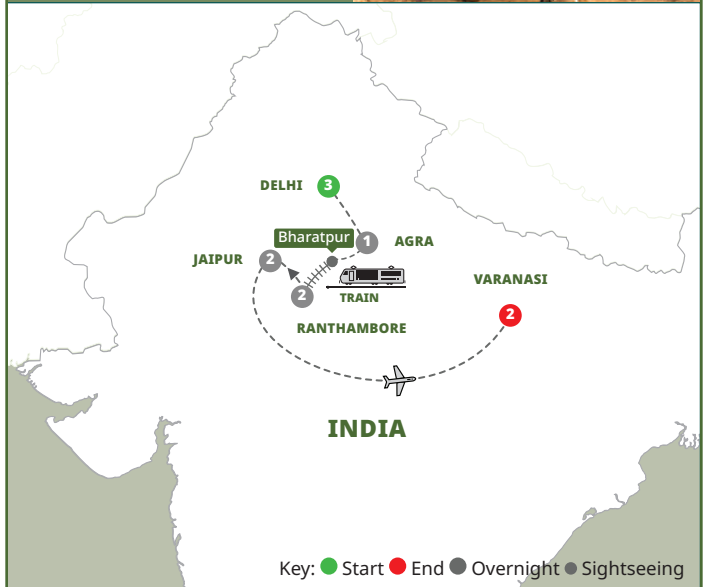 DELHI
3
Bharatpur
1
AGRA
JAIPUR
2
VARANASI
2
TRAIN
2
RANTHAMBORE
INDIA
Key: Start End Overnight Sightseeing